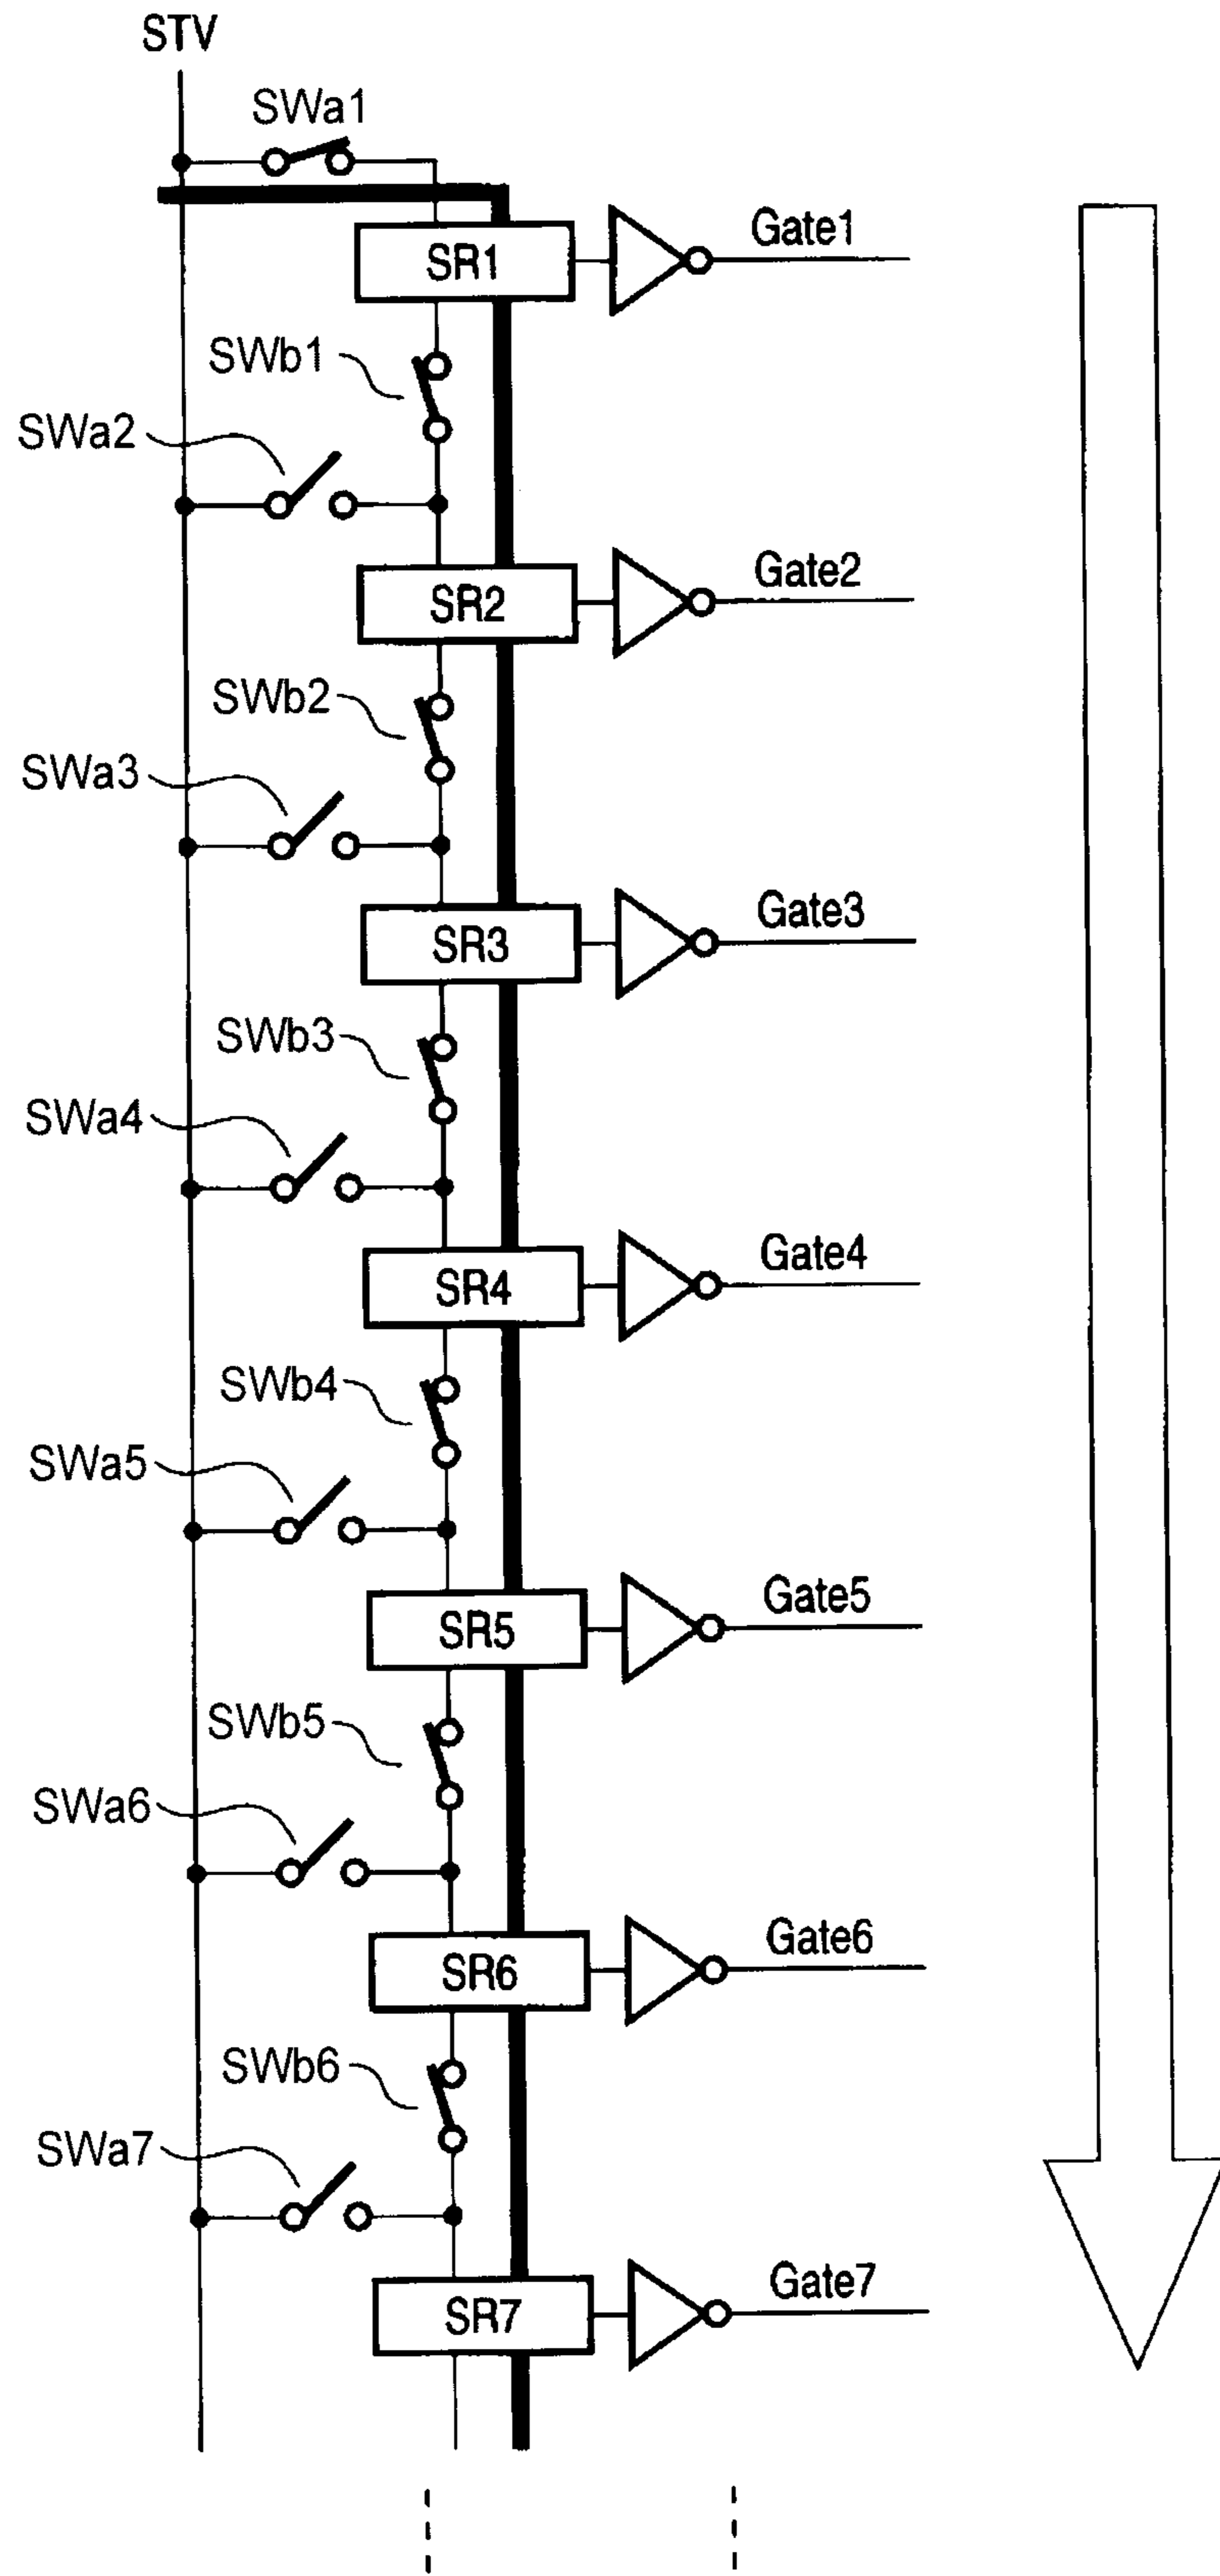 STV
SWa1
SR1
Gate1
SWb1
SWa2
SR2
Gate2
SWb2
SWa3
SR3
Gate3
SWb3
SWa4
SR4
Gate4
SWb4
SWa5
SR5
Gate5
SWb5
SWa6
SR6
Gate6
SWb6
SWa7
SR7
Gate7